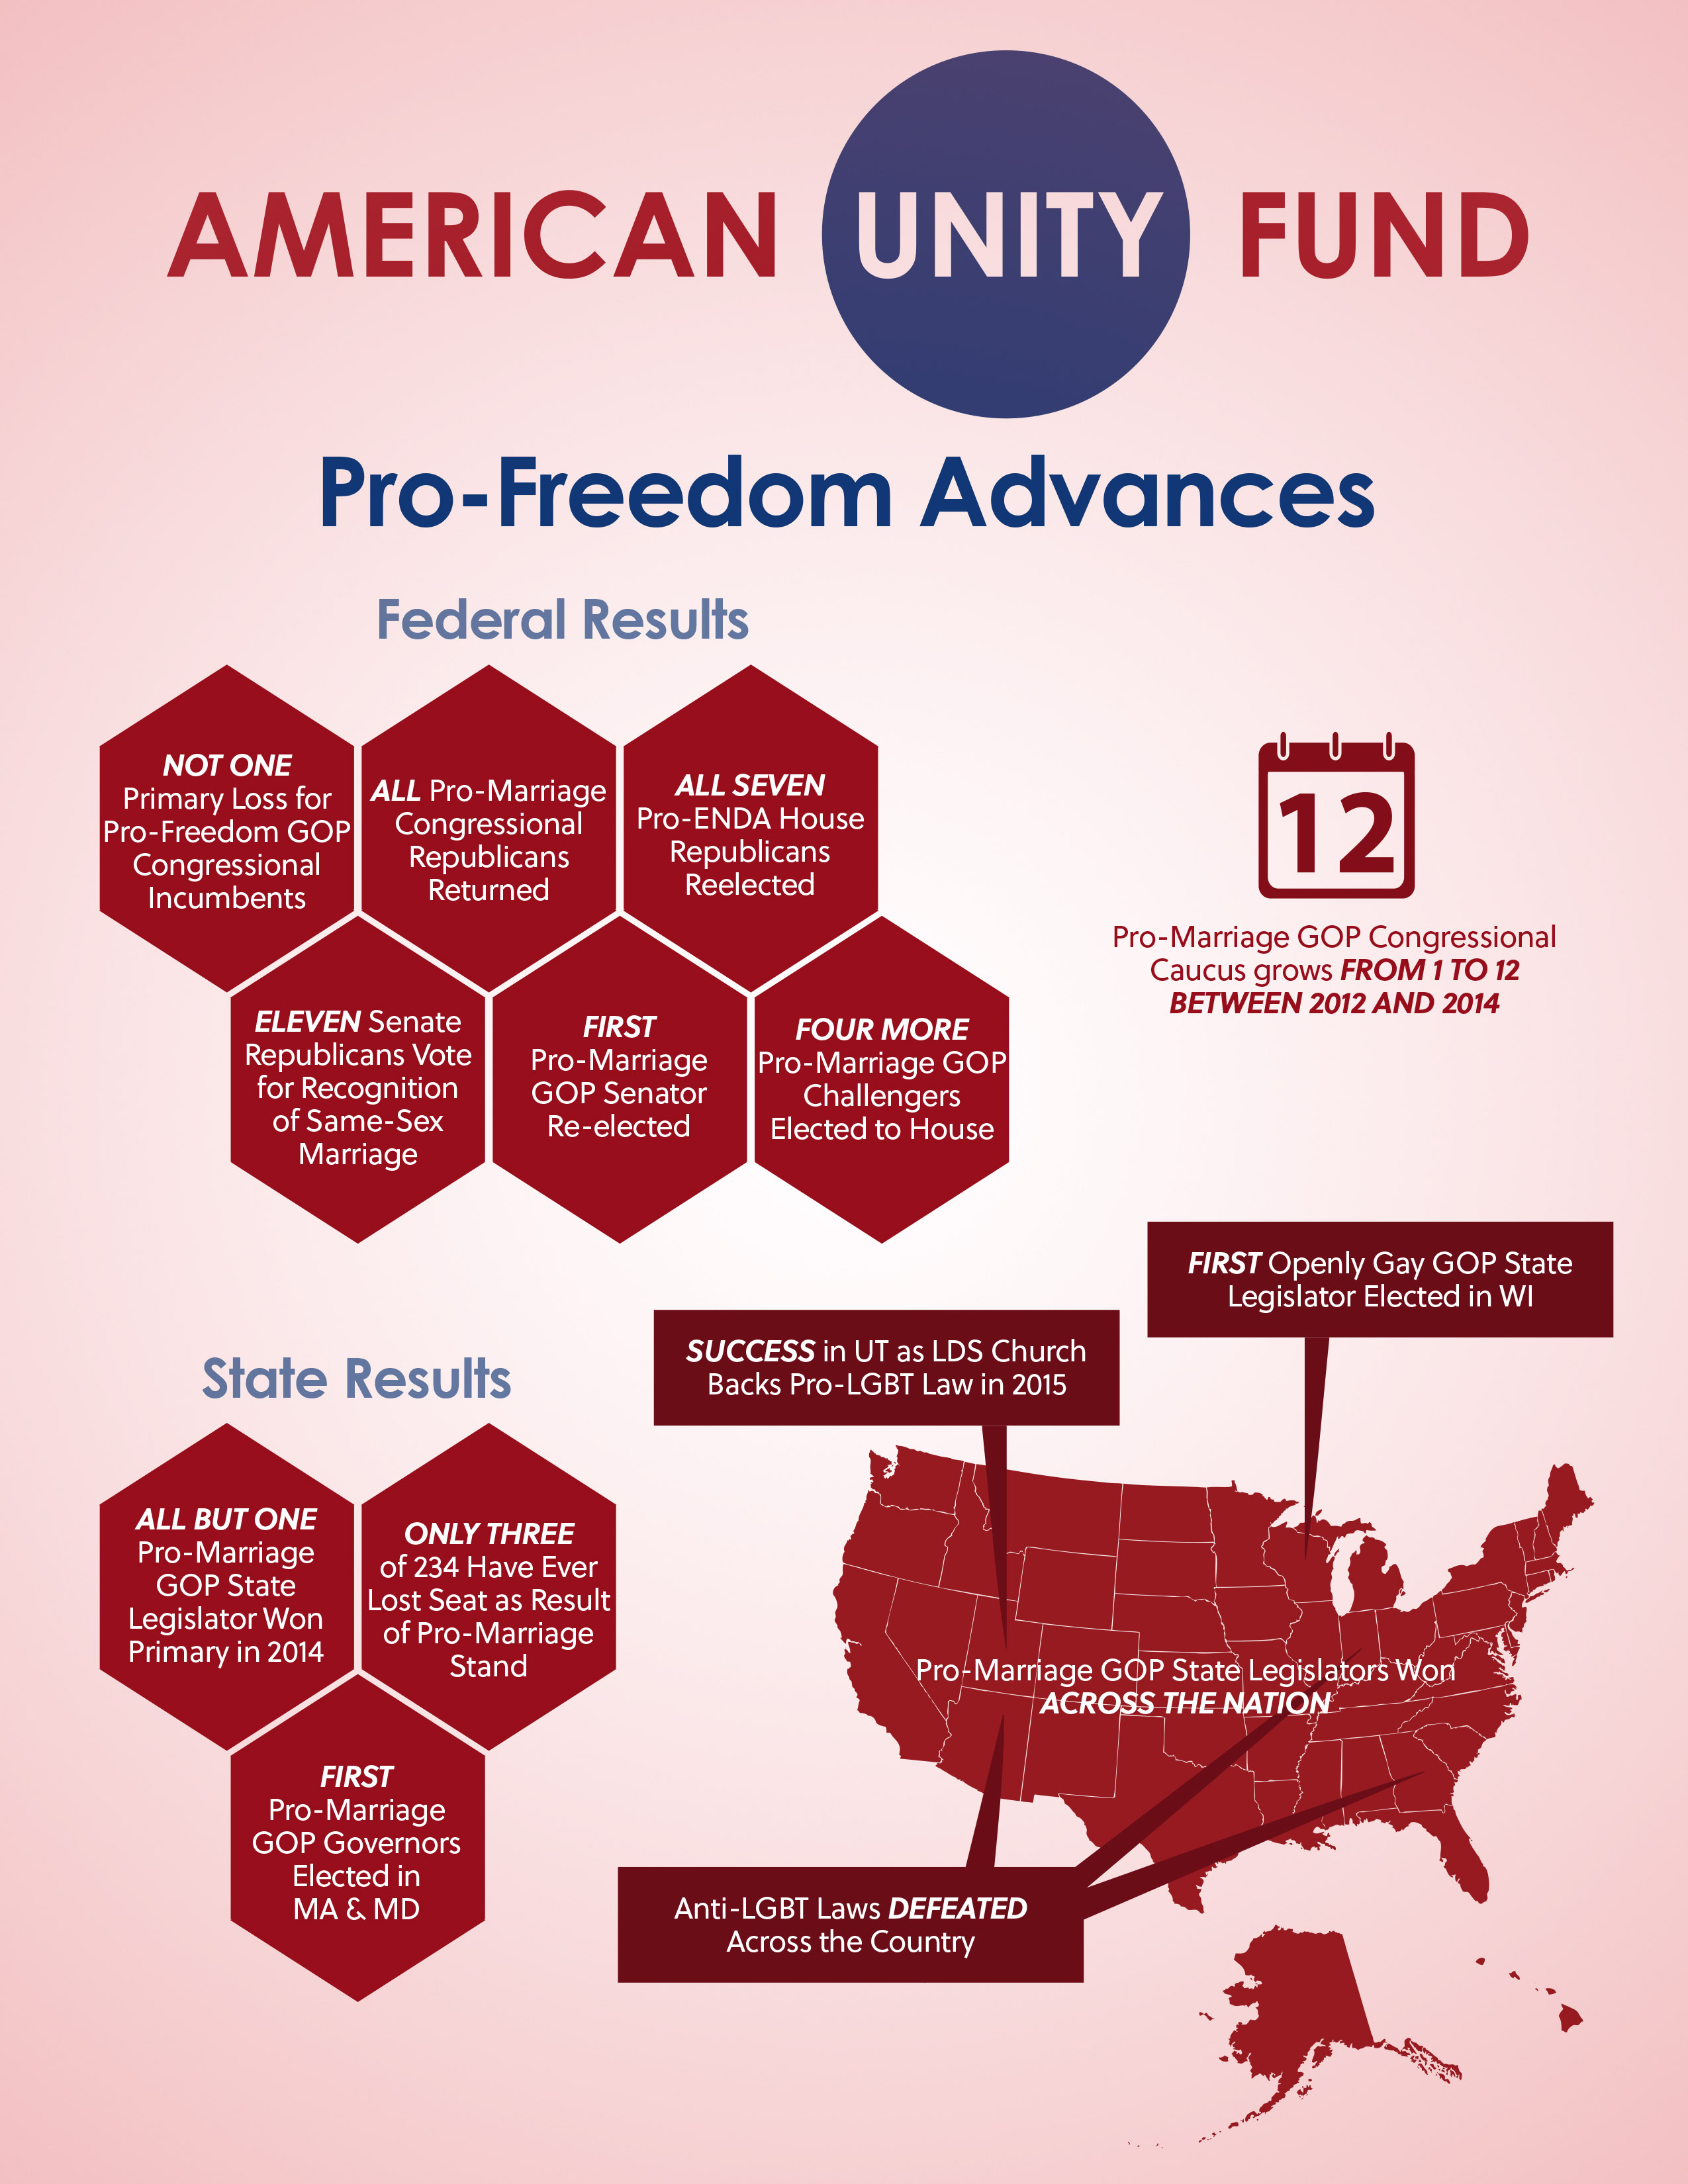 AMERICAN UNITY FUND
Pro-Freedom Advances
Federal Results
NOT ONE
Primary Loss for
Pro-Freedom GOP
Congressional
Incumbents
ALL Pro-Marriage
Congressional
Republicans
Returned
ALL SEVEN
Pro-ENDA House
Republicans
Reelected
ELEVEN Senate
Republicans Vote
for Recognition
of Same-Sex
Marriage
FIRST
Pro-Marriage
GOP Senator
Re-elected
FOUR MORE
Pro-Marriage GOP
Challengers
Elected to House
12
Pro-Marriage GOP Congressional
Caucus grows FROM 1 TO 12
BETWEEN 2012 AND 2014
State Results
ALL BUT ONE
Pro-Marriage
GOP State
Legislator Won
Primary in 2014
ONLY THREE
of 234 Have Ever
Lost Seat as Result
of Pro-Marriage
Stand
FIRST
Pro-Marriage
GOP Governors
Elected in
MA & MD
FIRST Openly Gay GOP State
Legislator Elected in WI
SUCCESS in UT as LDS Church
Backs Pro-LGBT Law in 2015
Pro-Marriage GOP State Legislators Won
ACROSS THE NATION
Anti-LGBT Laws DEFEATED
Across the Country